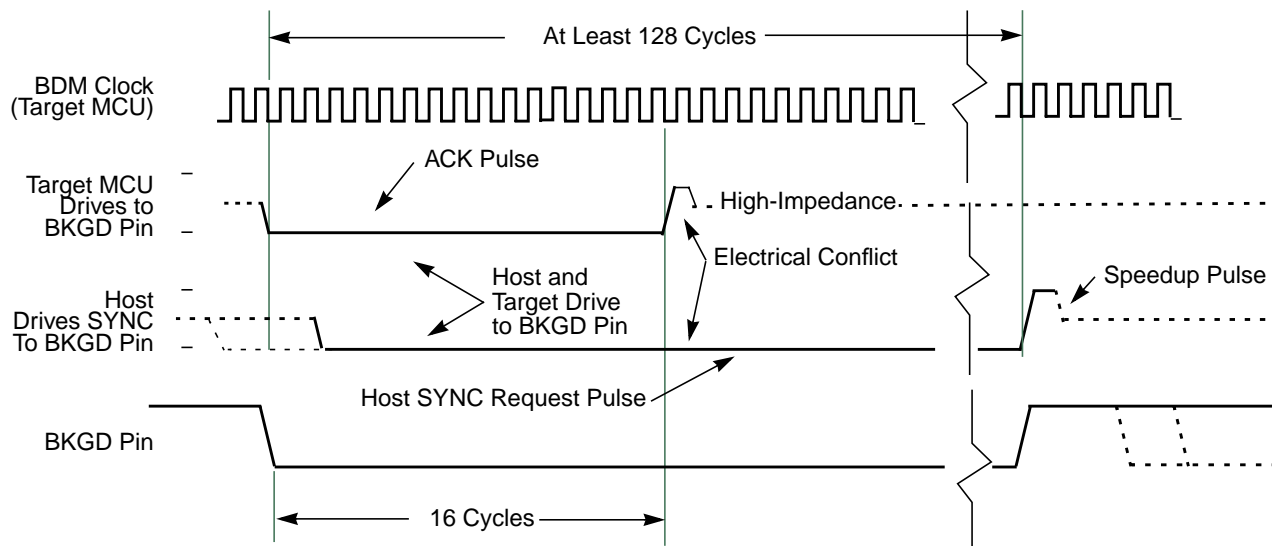 At Least 128 Cycles
BDM Clock
(Target MCU)
ACK Pulse
Target MCU
Drives to
BKGD Pin
High-Impedance
Electrical Conflict
Host and
Target Drive
to BKGD Pin
Speedup Pulse
Host
Drives SYNC
To BKGD Pin
Host SYNC Request Pulse
BKGD Pin
16 Cycles